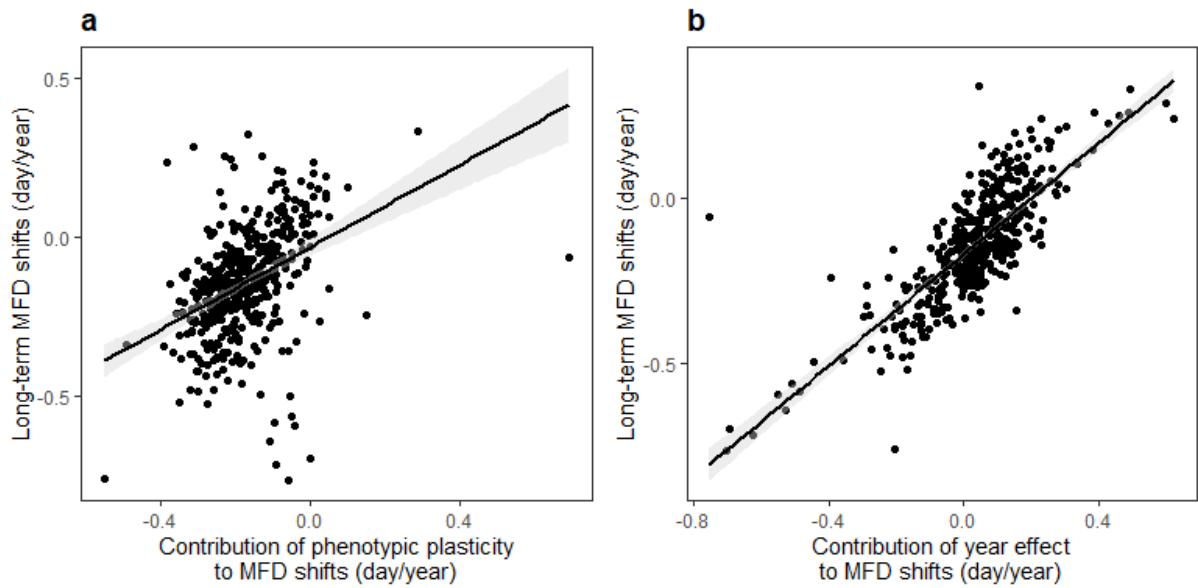 a
Long-term MFD shifts (day/year)
0.5
0.0
-0.5
-0.4
0.0
0.4
Contribution of phenotypic plasticity
to MFD shifts (day/year)
b
Long-term MFD shifts (day/year)
0.0
-0.5
-0.8
-0.4
0.0
0.4
Contribution of year effect
to MFD shifts (day/year)